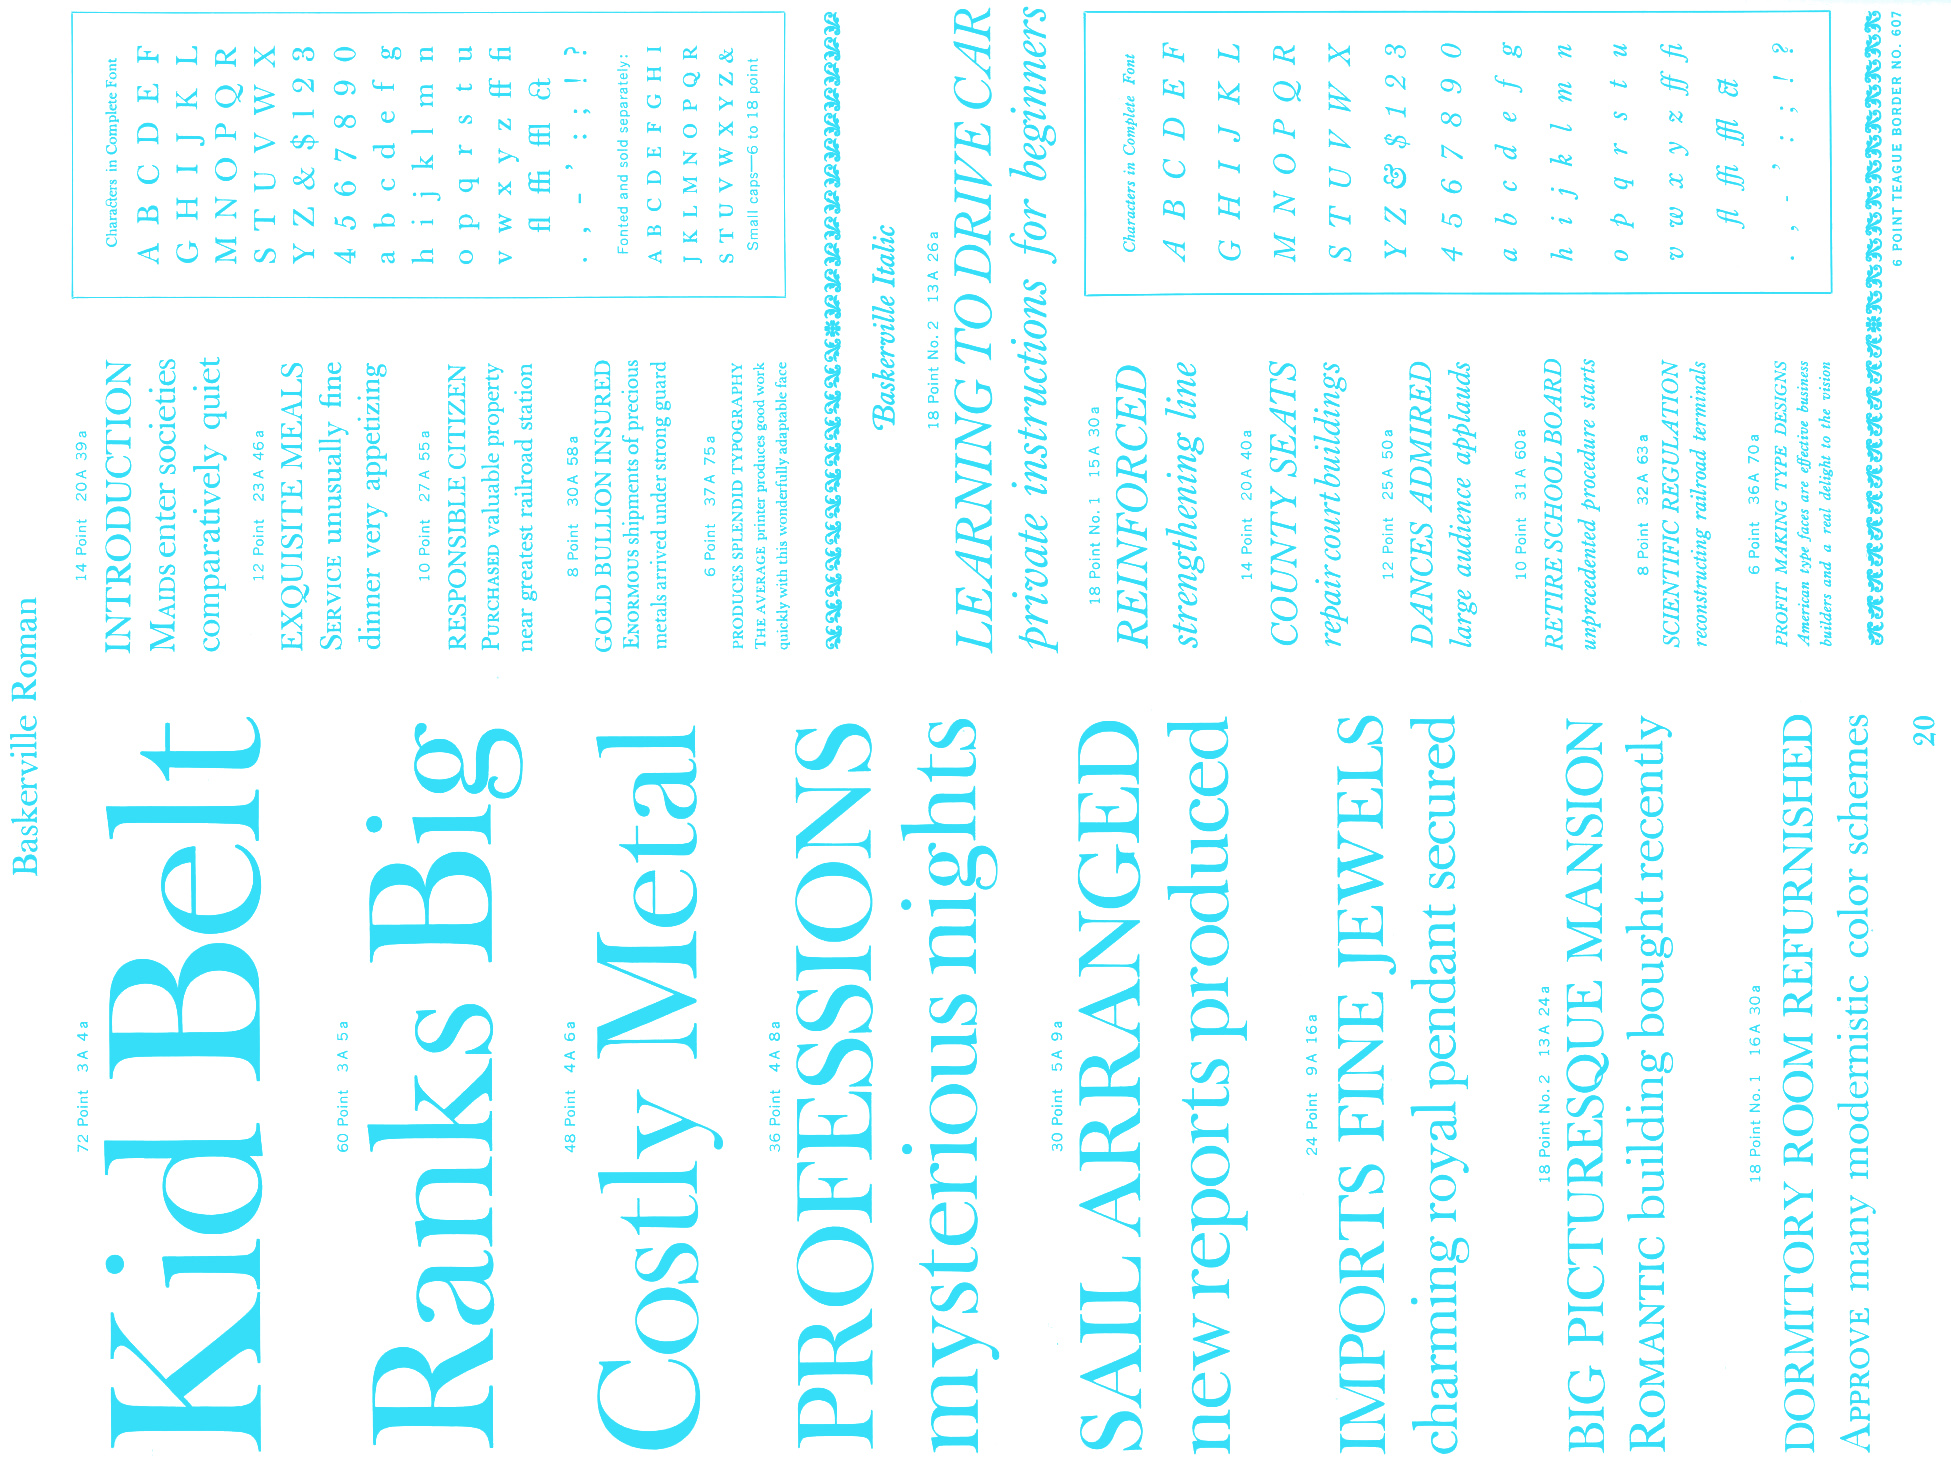 Baskerville Roman
72 Point 3A 4a
Kid Belt
60 Point 3A 5a
Ranks Big
48 Point 4A 6a
Costly Metal
36 Point 4A 8a
PROFESSIONS
mysterious nights
30 Point 5A 9a
SAIL ARRANGED
new reports produced
24 Point 9A 16a
IMPORTS FINE JEWELS
charming royal pendant secured
18 Point No. 2 13A 24a
BIG PICTURESQUE MANSION
ROMANTIC building bought recently
18 Point No. 1 16A 30a
DORMITORY ROOM REFURNISHED
APPROVE many modernistic color schemes
20
14 Point 20A 39a
INTRODUCTION
MAIDS enter societies
comparatively quiet
12 Point 23A 46a
EXQUISITE MEALS
SERVICE unusually fine
dinner very appetizing
10 Point 27A 55a
RESPONSIBLE CITIZEN
PURCHASED valuable property
near greatest railroad station
8 Point 30A 58a
GOLD BULLION INSURED
ENORMOUS shipments of precious
metals arrived under strong guard
6 Point 37A 75a
PRODUCES SPLENDID TYPOGRAPHY
THE AVERAGE printer produces good work
quickly with this wonderfully adaptable face
Characters in Complete Font
A B C D E F
G H I J K L
M N O P Q R
S T U V W X
Y Z & $ 1 2 3
4 5 6 7 8 9 0
a b c d e f g
h i j k l m n
o p q r s t u
v w x y z ff fi
fl ffi ffl ct
. , - ' : ; ! ?
Fonted and sold separately:
A B C D E F G H I
J K L M N O P Q R
S T U V W X Y Z &
Small caps—6 to 18 point
Baskerville Italic
18 Point No. 2 13A 26a
LEARNING TO DRIVE CAR
private instructions for beginners
18 Point No. 1 15A 30a
REINFORCED
strengthening line
14 Point 20A 40a
COUNTY SEATS
repair court buildings
12 Point 25A 50a
DANCES ADMIRED
large audience applauds
10 Point 31A 60a
RETIRE SCHOOL BOARD
unprecedented procedure starts
8 Point 32A 63a
SCIENTIFIC REGULATION
reconstructing railroad terminals
6 Point 36A 70a
PROFIT MAKING TYPE DESIGNS
American type faces are effective business
builders and a real delight to the vision
Characters in Complete Font
A B C D E F
G H I J K L
M N O P Q R
S T U V W X
Y Z & $ 1 2 3
4 5 6 7 8 9 0
a b c d e f g
h i j k l m n
o p q r s t u
v w x y z ff fi
fl ffi ffl ct
. , - ' : ; ! ?
6 POINT TEAGUE BORDER NO. 607